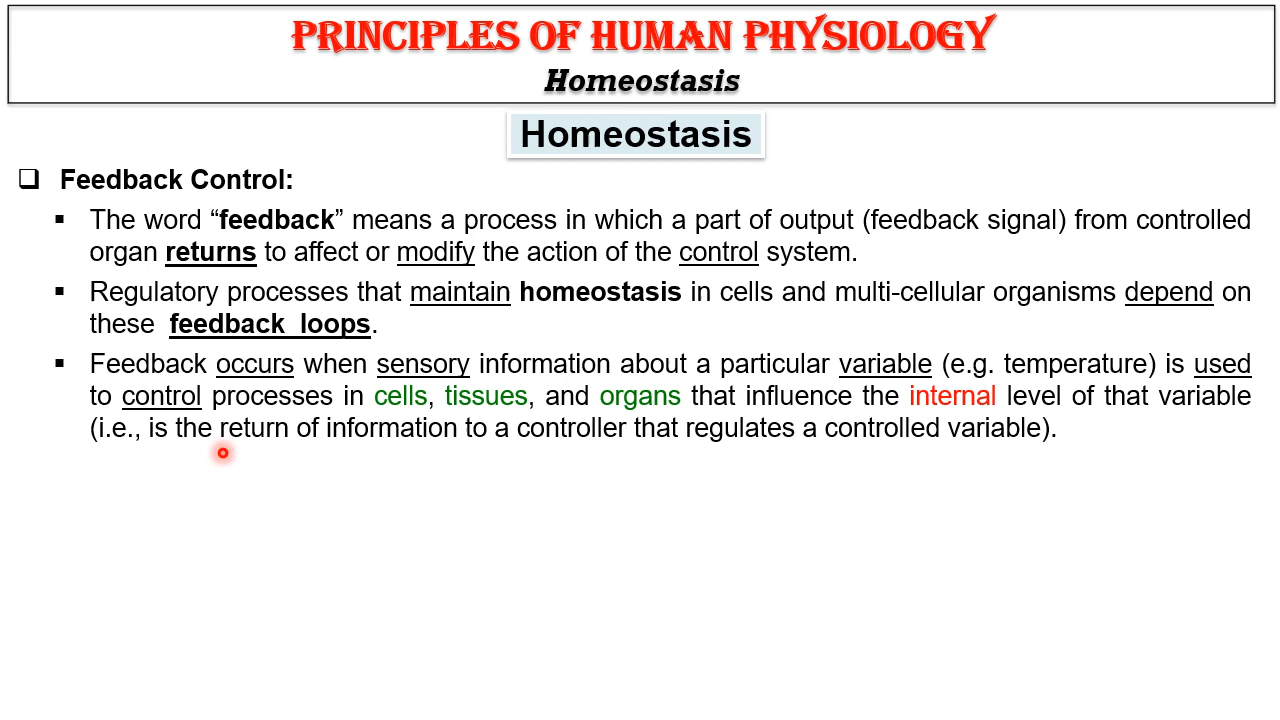 PRINCIPLES OF HUMAN PHYSIOLOGY
Homeostasis
Homeostasis
❑ Feedback Control:
▪ The word “feedback” means a process in which a part of output (feedback signal) from controlled
organ returns to affect or modify the action of the control system.
▪ Regulatory processes that maintain homeostasis in cells and multi-cellular organisms depend on
these feedback loops.
▪ Feedback occurs when sensory information about a particular variable (e.g. temperature) is used
to control processes in cells, tissues, and organs that influence the internal level of that variable
(i.e., is the return of information to a controller that regulates a controlled variable).